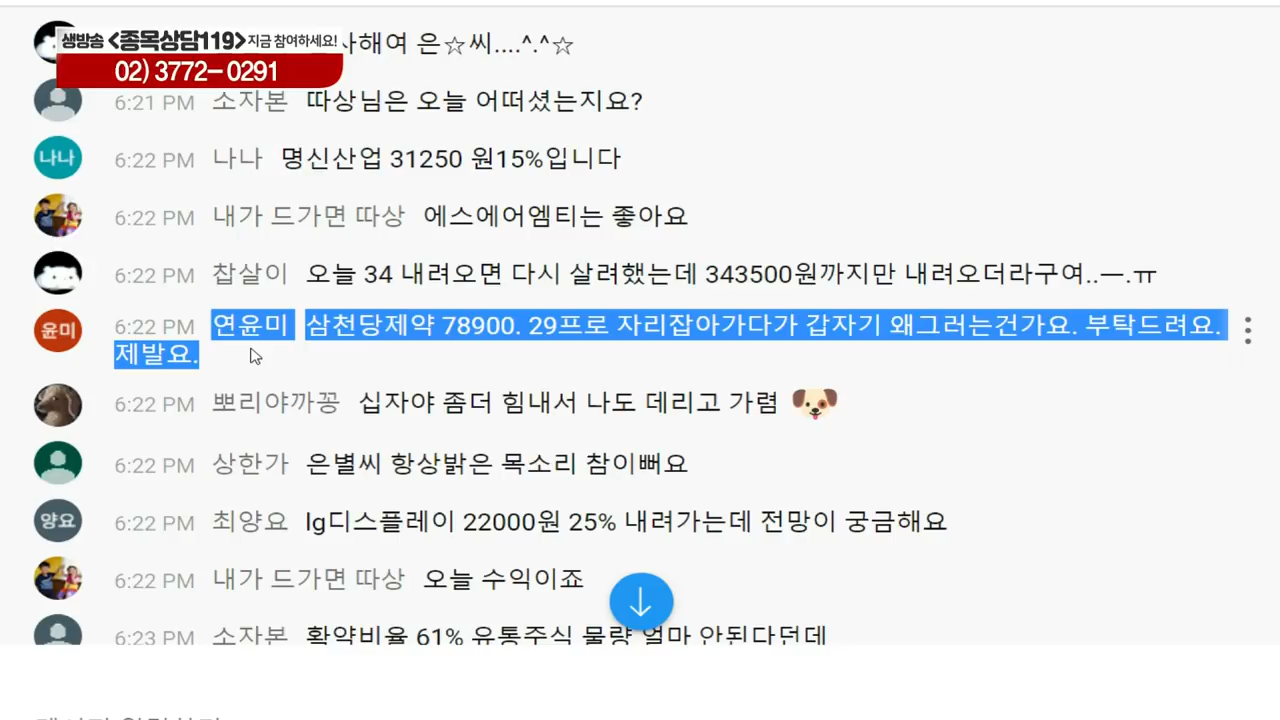 생방송 <종목상담119> 지금 참여하세요!
02) 3772-0291
사해여 은☆씨....^.^☆
6:21 PM 소자본 따상님은 오늘 어떠셨는지요?
나나 6:22 PM 나나 명신산업 31250 원15%입니다
6:22 PM 내가 드가면 따상 에스에어엠티는 좋아요
6:22 PM 찹살이 오늘 34 내려오면 다시 살려했는데 343500원까지만 내려오더라구여..ㅡ.ㅠ
윤미 6:22 PM 연윤미 삼천당제약 78900. 29프로 자리잡아가다가 갑자기 왜그러는건가요. 부탁드려요.
제발요.
6:22 PM 뽀리야까꽁 십자야 좀더 힘내서 나도 데리고 가렴 🐶
6:22 PM 상한가 은별씨 항상밝은 목소리 참이뻐요
양요 6:22 PM 최양요 lg디스플레이 22000원 25% 내려가는데 전망이 궁금해요
6:22 PM 내가 드가면 따상 오늘 수익이죠
6:23 PM 소자본 확약비율 61% 유통주식 물량 얼마 안된다던데